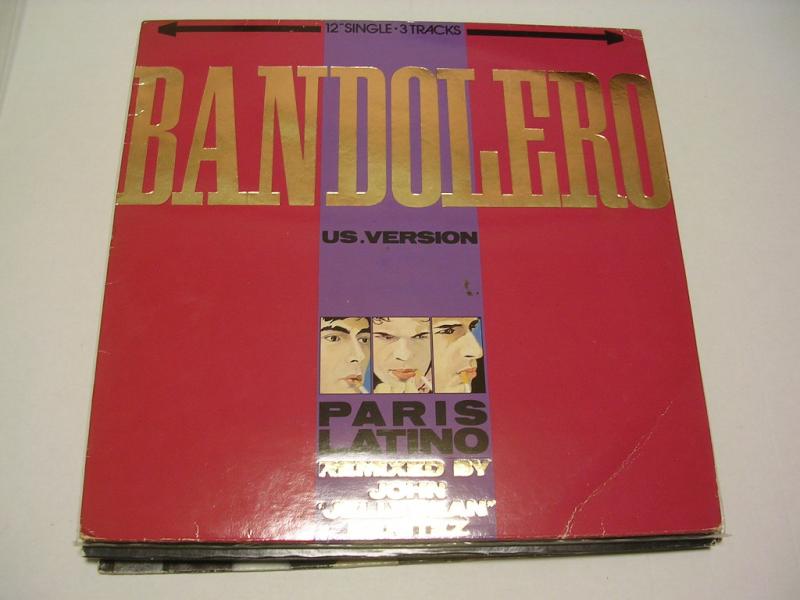 12" SINGLE · 3 TRACKS
BANDOLERO
US.VERSION
PARIS
LATINO
REMIXED BY
JOHN